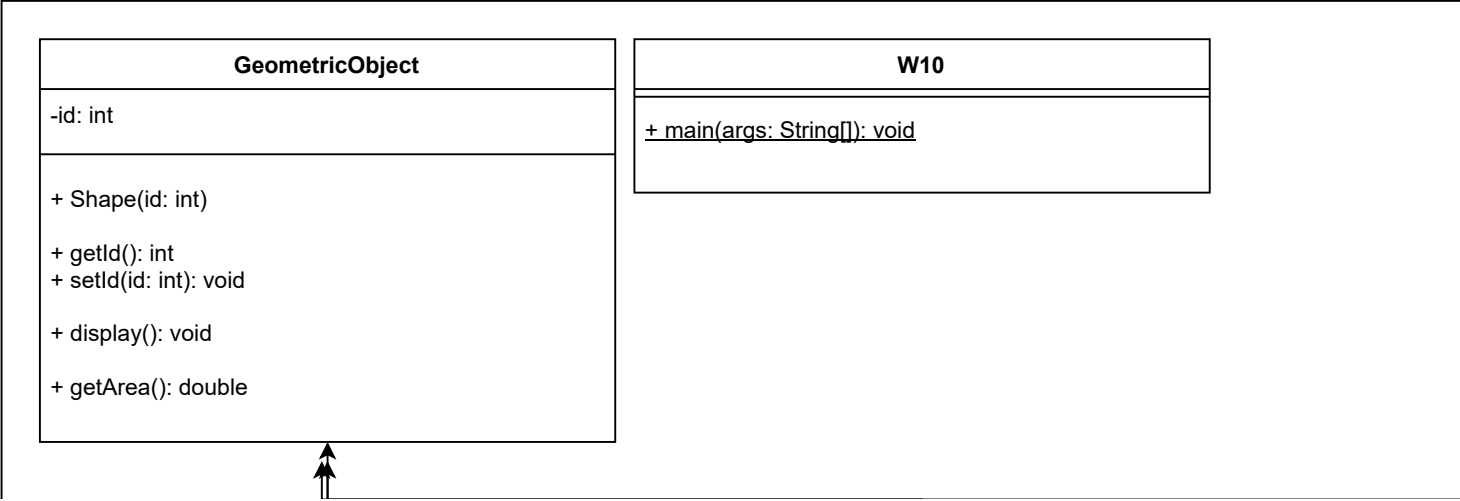 GeometricObject
-id: int
+ Shape(id: int)
+ getId(): int
+ setId(id: int): void
+ display(): void
+ getArea(): double
W10
+ main(args: String[]): void